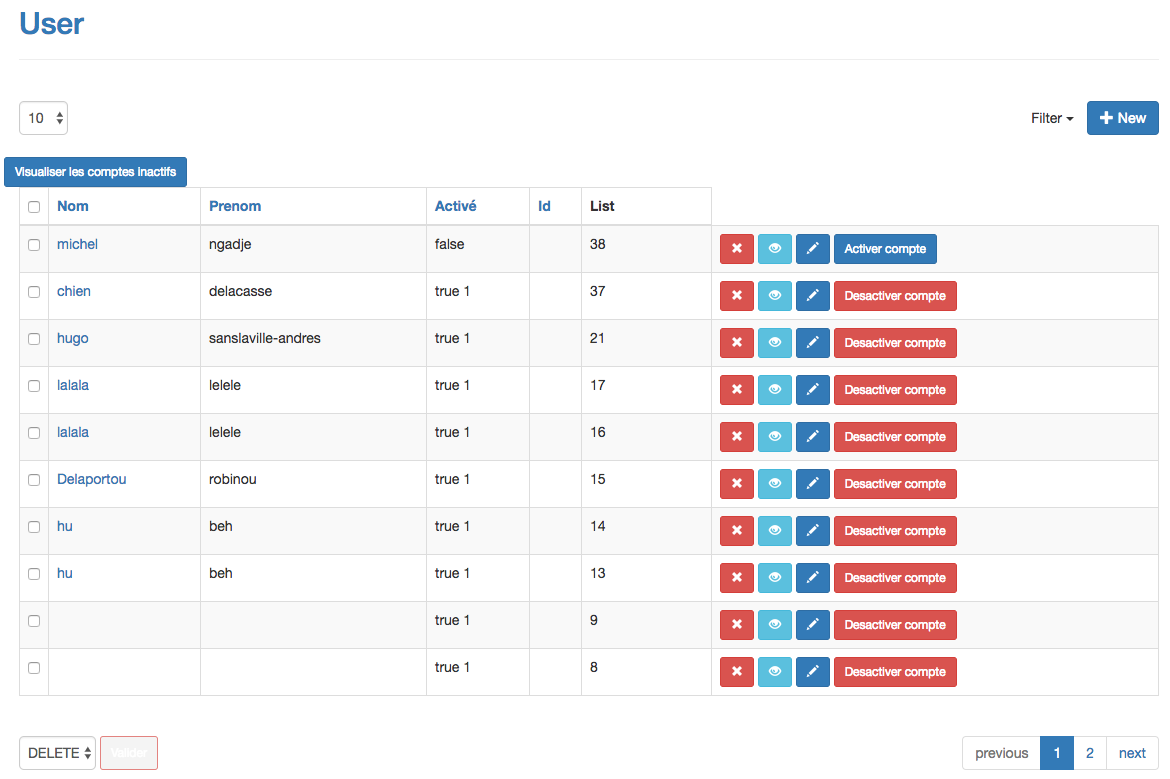 User
10
Filter
New
Visualiser les comptes inactifs
Nom Prenom Activé Id List
michel ngadje false 38 Activer compte
chien delacasse true 1 37 Desactiver compte
hugo sanslaville-andres true 1 21 Desactiver compte
lalala lelele true 1 17 Desactiver compte
lalala lelele true 1 16 Desactiver compte
Delaportou robinou true 1 15 Desactiver compte
hu beh true 1 14 Desactiver compte
hu beh true 1 13 Desactiver compte
true 1 9 Desactiver compte
true 1 8 Desactiver compte
DELETE Valider
previous 1 2 next